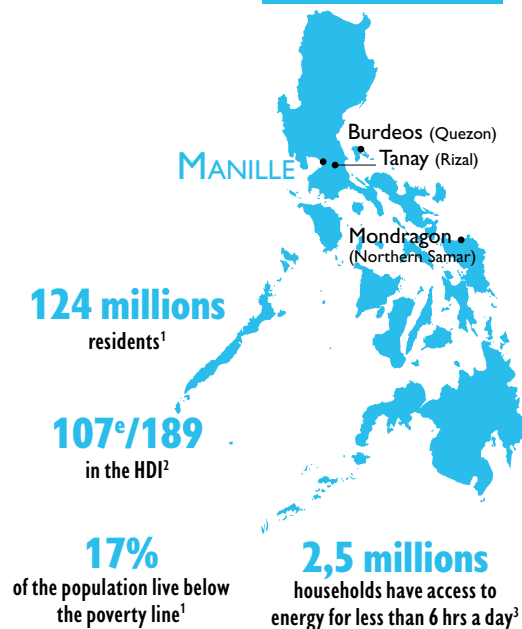 Burdeos (Quezon)
Tanay (Rizal)
MANILLE
Mondragon
(Northern Samar)
124 millions
residents¹
107ᵉ/189
in the HDI²
17%
of the population live below
the poverty line¹
2,5 millions
households have access to
energy for less than 6 hrs a day³